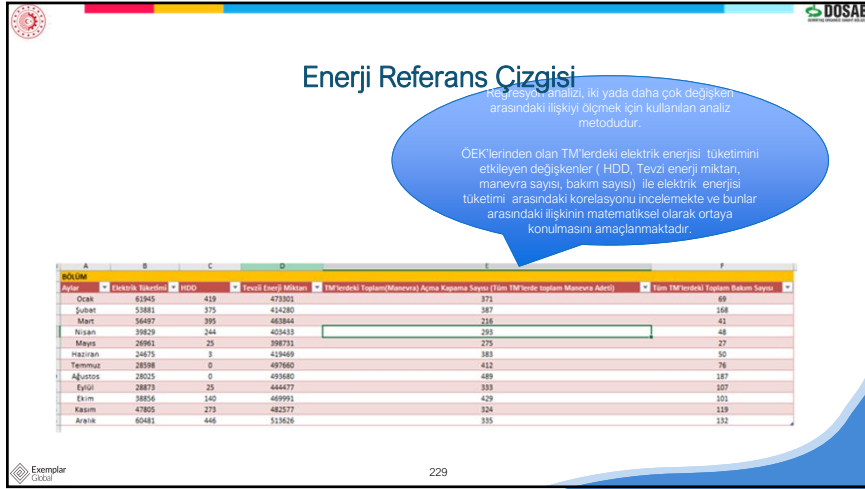 DOSAB
Enerji Referans Çizgisi
Regresyon analizi, iki yada daha çok değişken
arasındaki ilişkiyi ölçmek için kullanılan analiz
metodudur.
ÖEK'lerinden olan TM'lerdeki elektrik enerjisi tüketimini
etkileyen değişkenler ( HDD, Tevzi enerji miktarı,
manevra sayısı, bakım sayısı) ile elektrik enerjisi
tüketimi arasındaki korelasyonu incelemekte ve bunlar
arasındaki ilişkinin matematiksel olarak ortaya
konulmasını amaçlanmaktadır.
A B C D E F
BÖLÜM
Aylar Elektrik Tüketimi HDD Tevzii Enerji Miktarı TM'lerdeki Toplam(Manevra) Açma Kapama Sayısı (Tüm TM'lerde toplam Manevra Adeti) Tüm TM'lerdeki Toplam Bakım Sayısı
Ocak 61945 419 473301 371 69
Şubat 53881 375 414280 387 168
Mart 56497 395 463844 216 41
Nisan 39829 244 403433 293 48
Mayıs 26961 25 398731 275 27
Haziran 24675 3 419469 383 50
Temmuz 28598 0 497660 412 76
Ağustos 28025 0 493680 489 187
Eylül 28873 25 444477 333 107
Ekim 38856 140 469991 429 101
Kasım 47805 273 482577 324 119
Aralık 60481 446 513626 335 132
Exemplar
Global
229